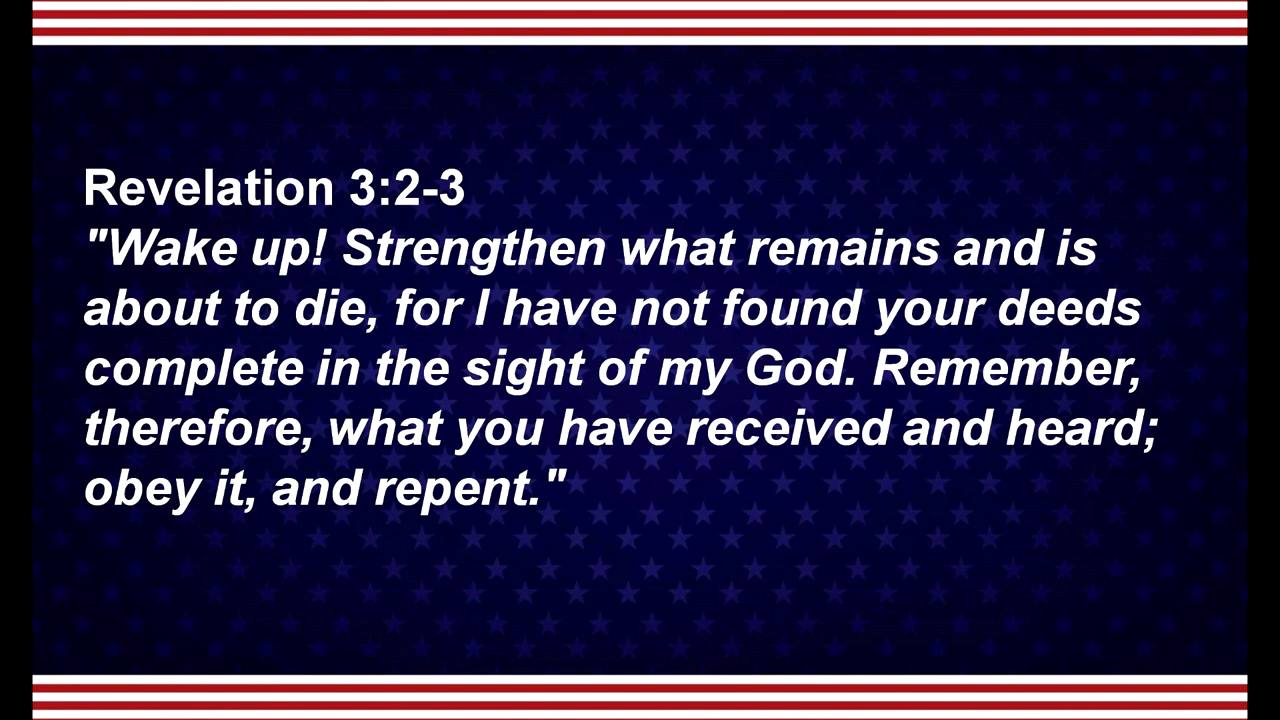 Revelation 3:2-3
"Wake up! Strengthen what remains and is
about to die, for I have not found your deeds
complete in the sight of my God. Remember,
therefore, what you have received and heard;
obey it, and repent."